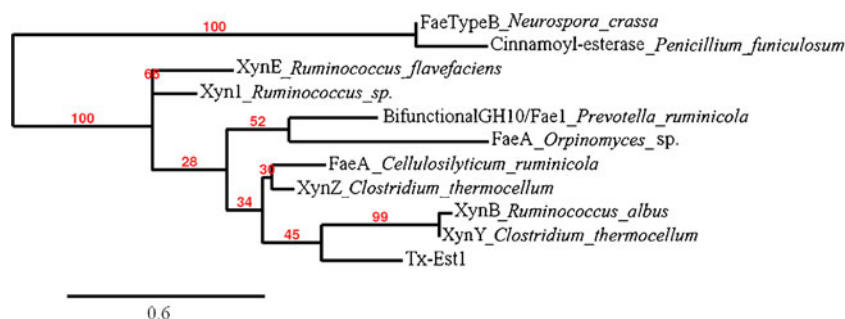 100
FaeTypeB_Neurospora_crassa
Cinnamoyl-esterase_Penicillium_funiculosum
65
XynE_Ruminococcus_flavefaciens
Xyn1_Ruminococcus_sp.
100
52
BifunctionalGH10/Fae1_Prevotella_ruminicola
FaeA_Orpinomyces_sp.
28
30
FaeA_Cellulosilyticum_ruminicola
XynZ_Clostridium_thermocellum
34
99
XynB_Ruminococcus_albus
XynY_Clostridium_thermocellum
45
Tx-Est1
0.6